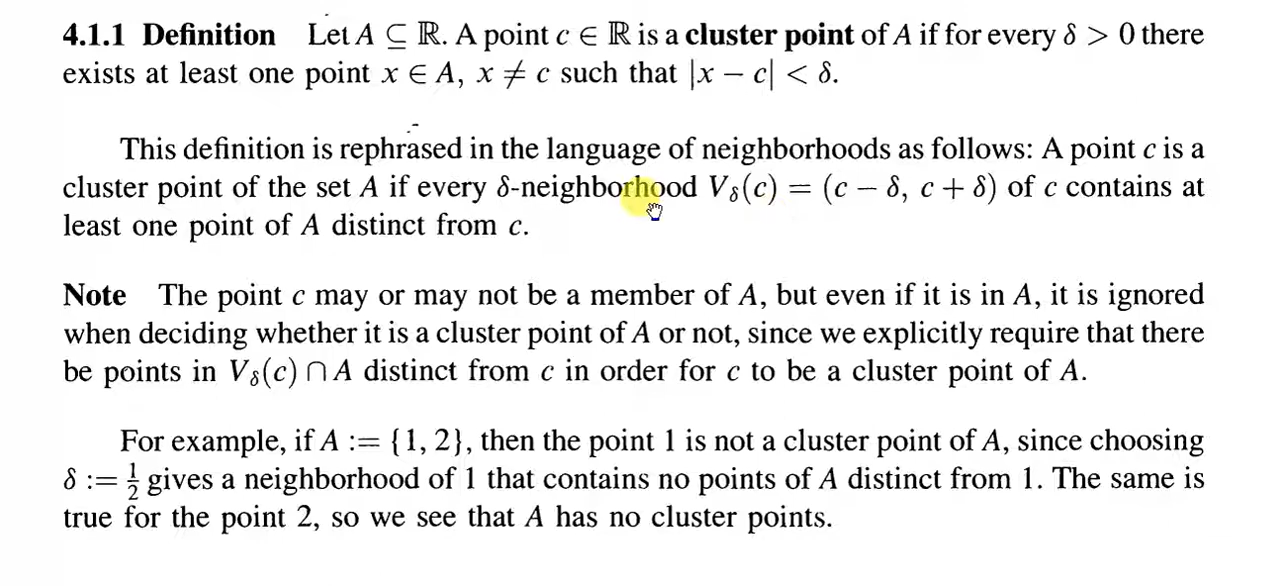 4.1.1 Definition Let A ⊆ ℝ. A point c ∈ ℝ is a cluster point of A if for every δ > 0 there
exists at least one point x ∈ A, x ≠ c such that |x − c| < δ.
This definition is rephrased in the language of neighborhoods as follows: A point c is a
cluster point of the set A if every δ-neighborhood V_δ(c) = (c − δ, c + δ) of c contains at
least one point of A distinct from c.
Note The point c may or may not be a member of A, but even if it is in A, it is ignored
when deciding whether it is a cluster point of A or not, since we explicitly require that there
be points in V_δ(c) ∩ A distinct from c in order for c to be a cluster point of A.
For example, if A := {1, 2}, then the point 1 is not a cluster point of A, since choosing
δ := 1/2 gives a neighborhood of 1 that contains no points of A distinct from 1. The same is
true for the point 2, so we see that A has no cluster points.